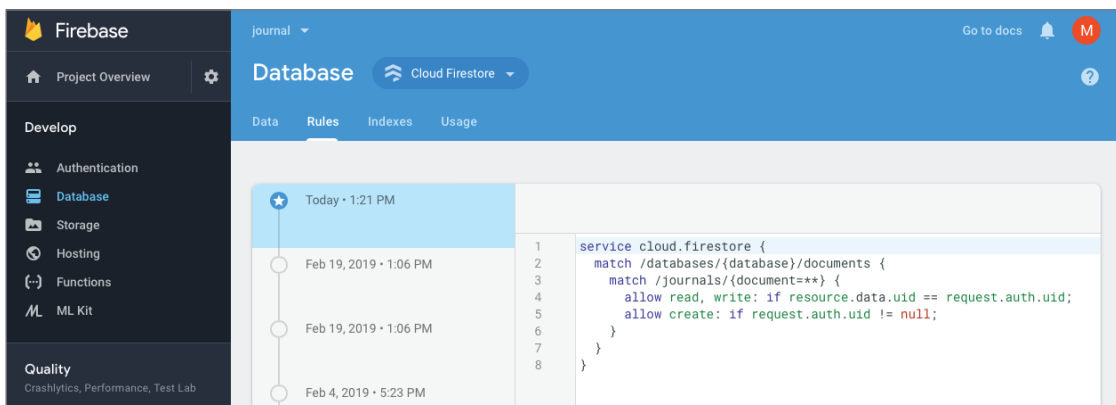 Firebase
Project Overview
Develop
Authentication
Database
Storage
Hosting
Functions
ML Kit
Quality
Crashlytics, Performance, Test Lab
journal
Go to docs
M
Database
Cloud Firestore
?
Data Rules Indexes Usage
Today • 1:21 PM
Feb 19, 2019 • 1:06 PM
Feb 19, 2019 • 1:06 PM
Feb 4, 2019 • 5:23 PM
1 service cloud.firestore {
2 match /databases/{database}/documents {
3 match /journals/{document=**} {
4 allow read, write: if resource.data.uid == request.auth.uid;
5 allow create: if request.auth.uid != null;
6 }
7 }
8 }